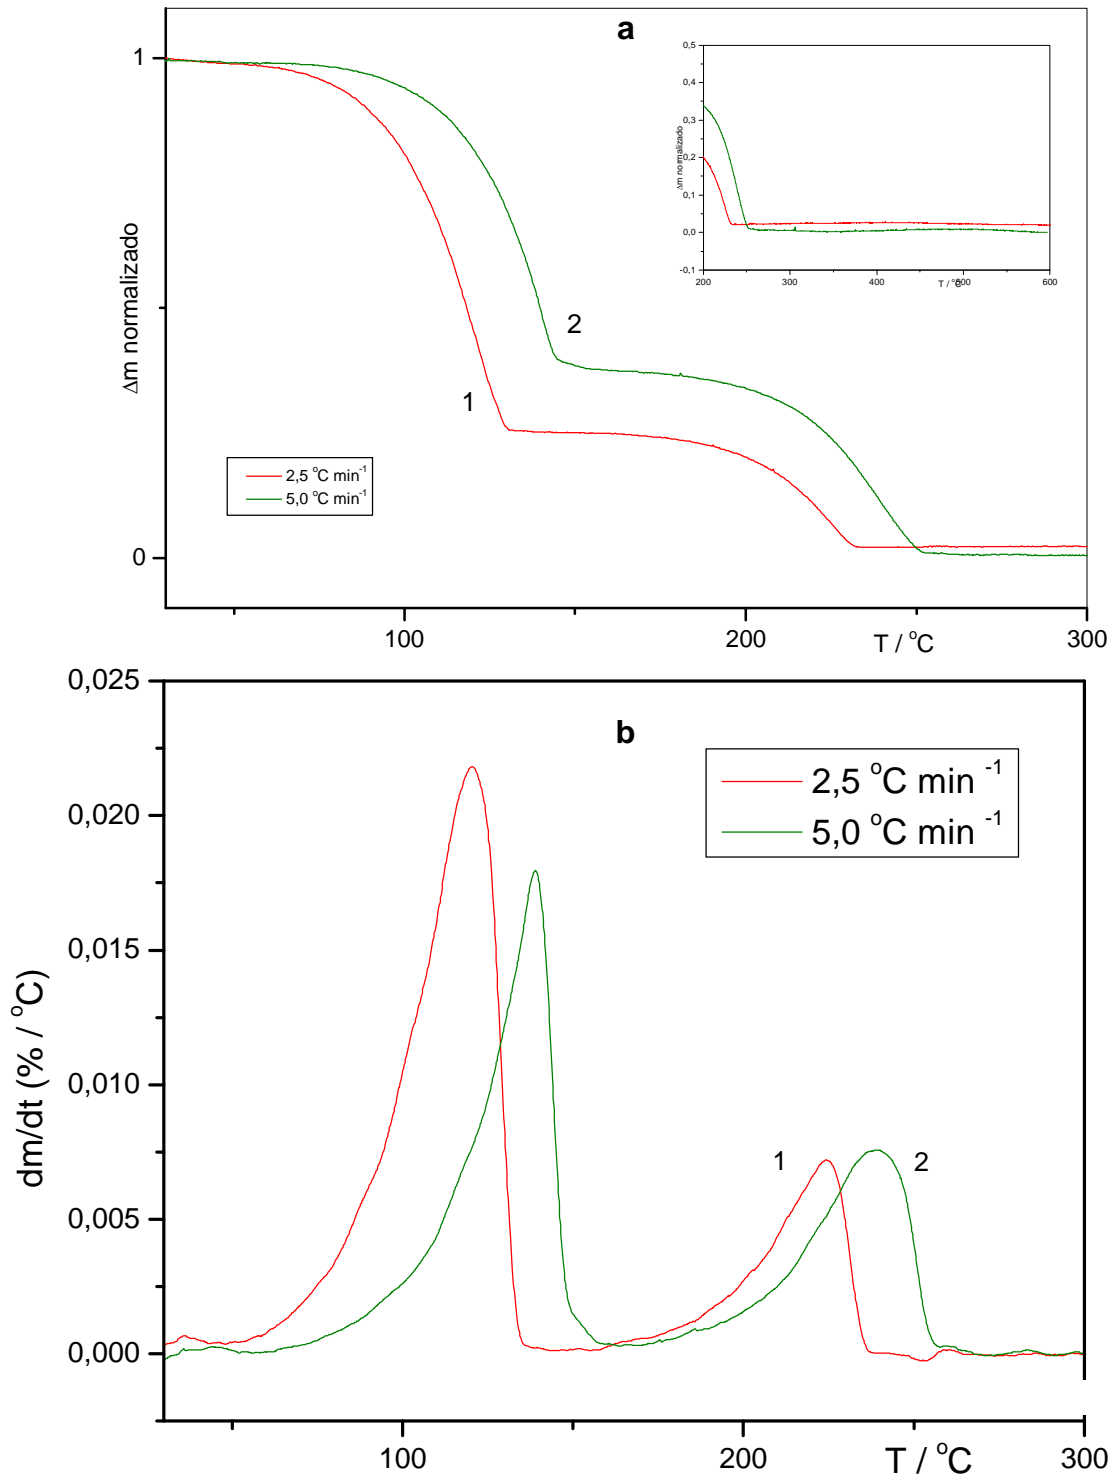 a
1
0
Δm normalizado
2
1
2,5 °C min⁻¹
5,0 °C min⁻¹
100
200
300
T / °C
0,5
0,4
0,3
0,2
0,1
0,0
-0,1
Δm normalizado
200
300
400
500
600
T / °C
b
0,025
0,020
0,015
0,010
0,005
0,000
dm/dt (% / °C)
2,5 °C min ⁻¹
5,0 °C min ⁻¹
1
2
100
200
300
T / °C